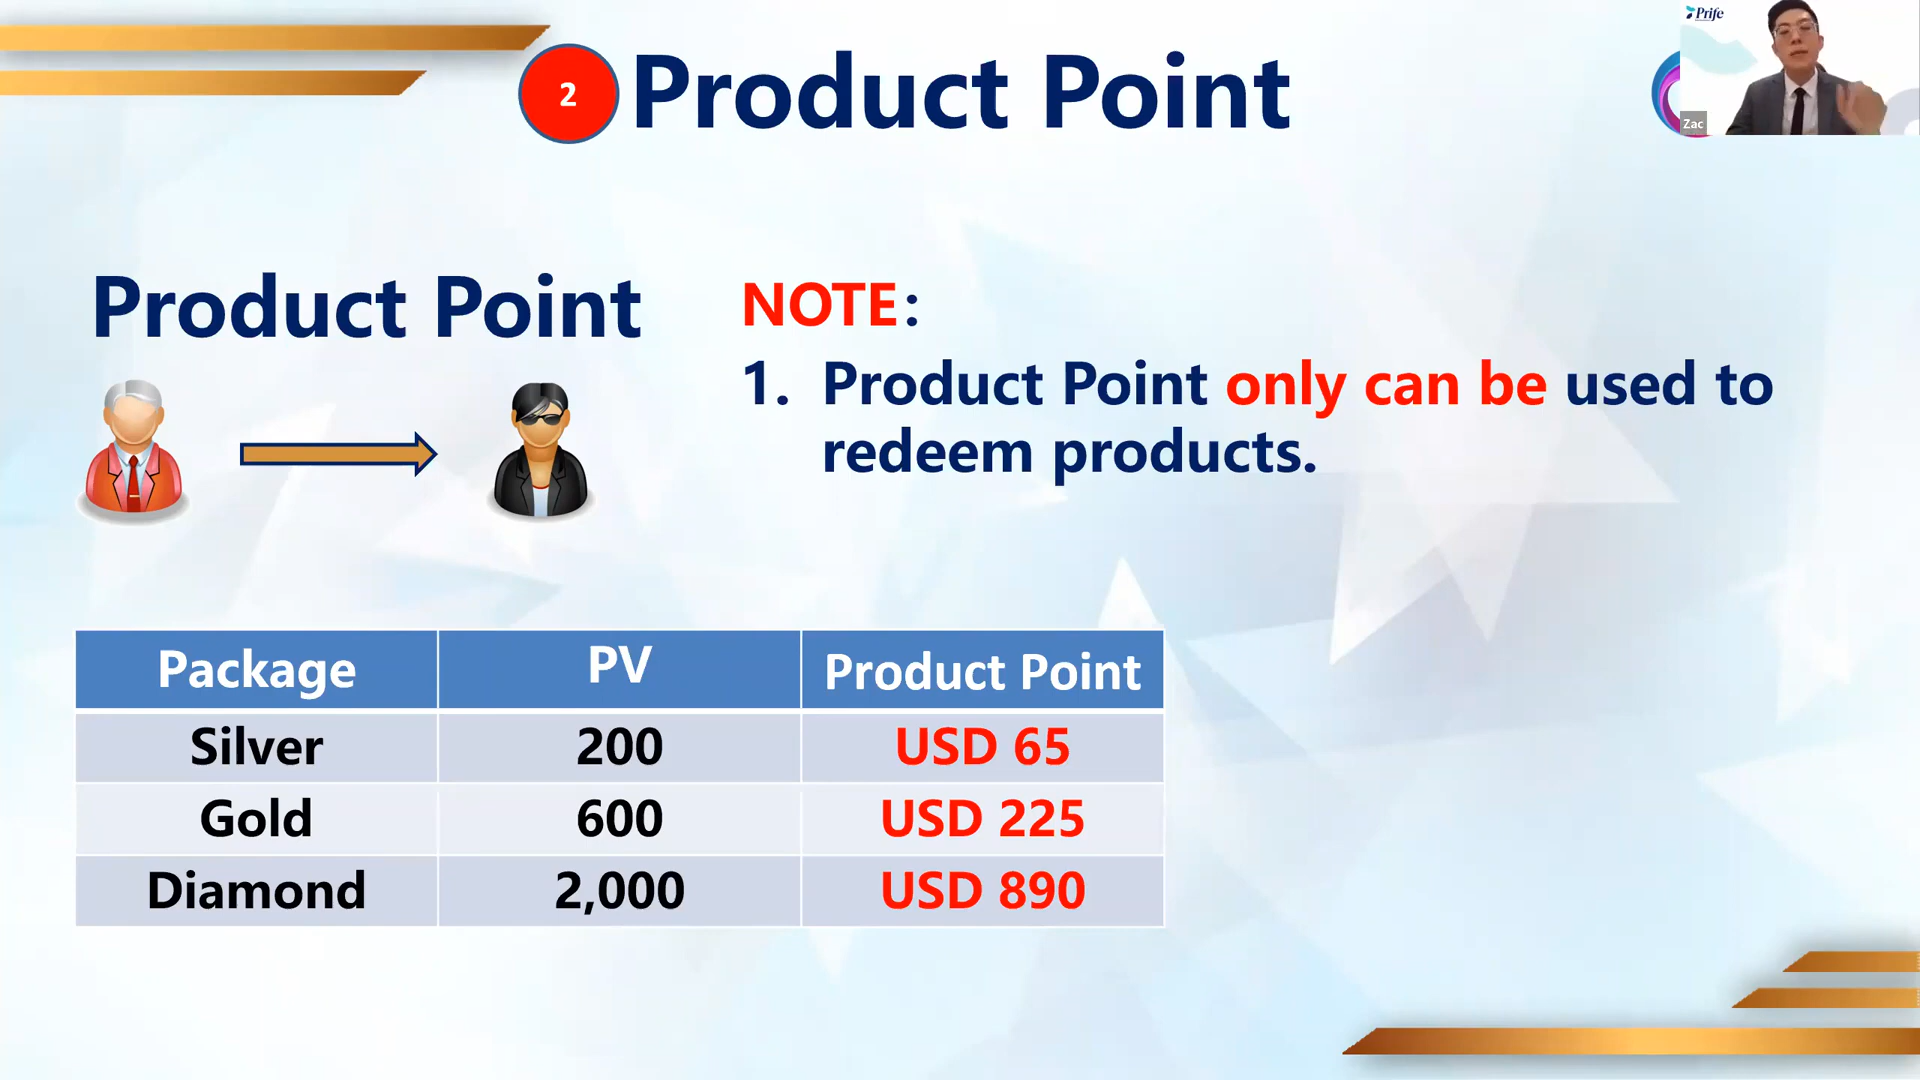 2
Product Point
Prife
Zac
Product Point
NOTE:
1. Product Point only can be used to
redeem products.
Package PV Product Point
Silver 200 USD 65
Gold 600 USD 225
Diamond 2,000 USD 890